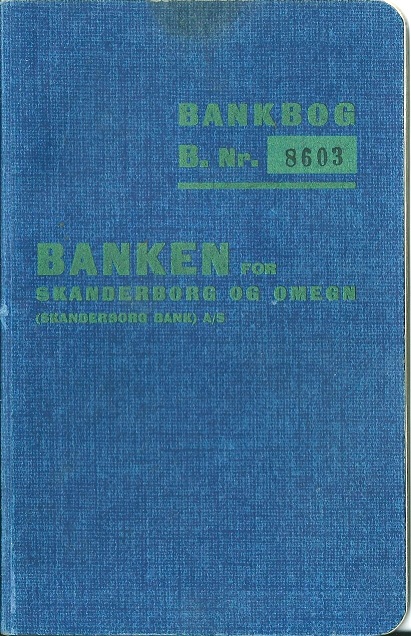 BANKBOG
B. Nr. 8603
BANKEN FOR
SKANDERBORG OG OMEGN
(SKANDERBORG BANK) A/S